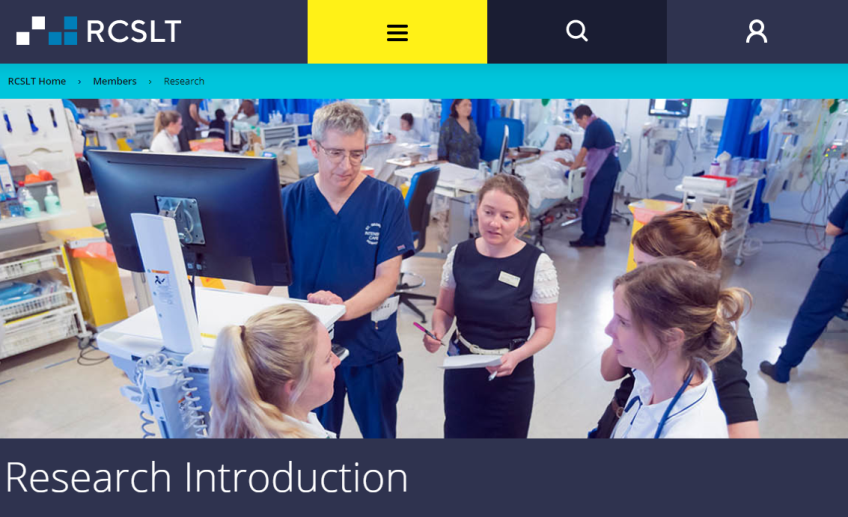 RCSLT
RCSLT Home › Members › Research
Research Introduction